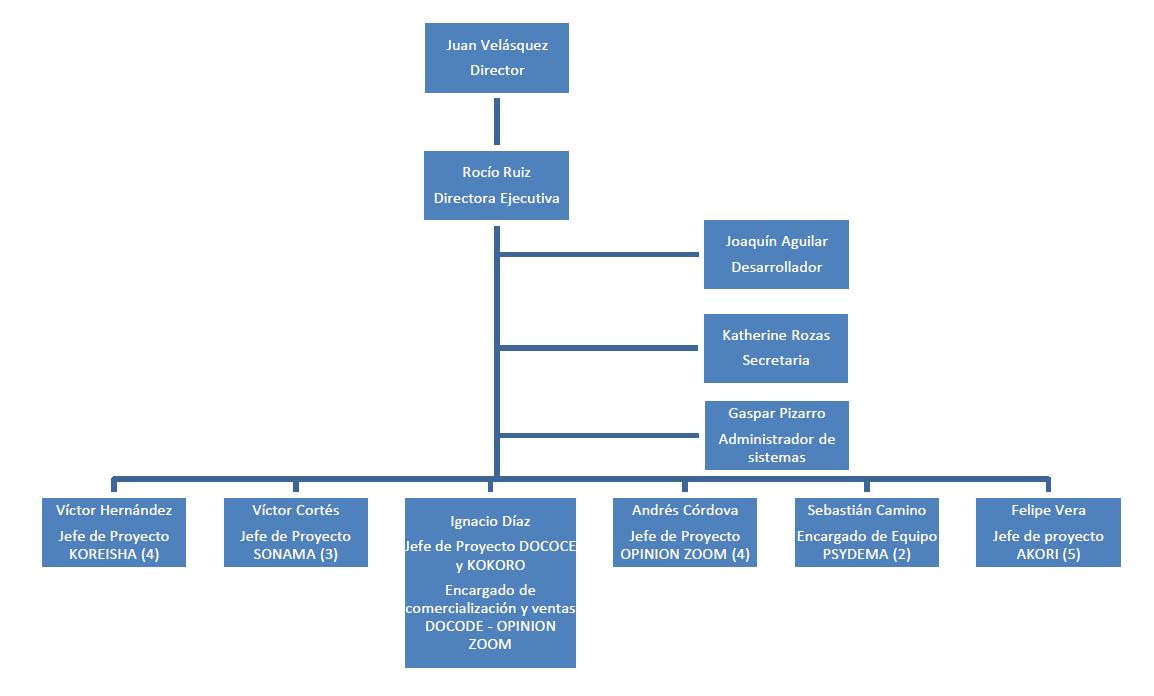 Juan Velásquez
Director
Rocío Ruiz
Directora Ejecutiva
Joaquín Aguilar
Desarrollador
Katherine Rozas
Secretaria
Gaspar Pizarro
Administrador de
sistemas
Víctor Hernández
Jefe de Proyecto
KOREISHA (4)
Víctor Cortés
Jefe de Proyecto
SONAMA (3)
Ignacio Díaz
Jefe de Proyecto DOCOCE
y KOKORO
Encargado de
comercialización y ventas
DOCODE - OPINION
ZOOM
Andrés Córdova
Jefe de Proyecto
OPINION ZOOM (4)
Sebastián Camino
Encargado de Equipo
PSYDEMA (2)
Felipe Vera
Jefe de proyecto
AKORI (5)